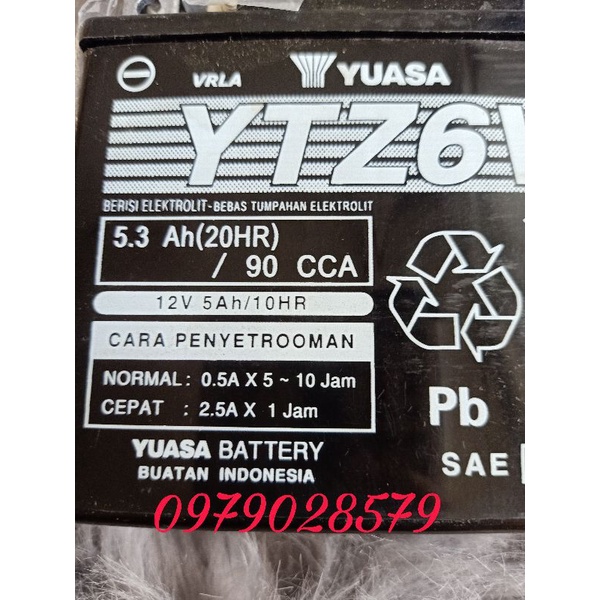 VRLA YUASA
YTZ6V
BERISI ELEKTROLIT-BEBAS TUMPAHAN ELEKTROLIT
5.3 Ah(20HR)
/ 90 CCA
12V 5Ah/10HR
CARA PENYETROOMAN
NORMAL : 0.5A X 5 ~ 10 Jam
CEPAT : 2.5A X 1 Jam
YUASA BATTERY
BUATAN INDONESIA
Pb
SAE
0979028579